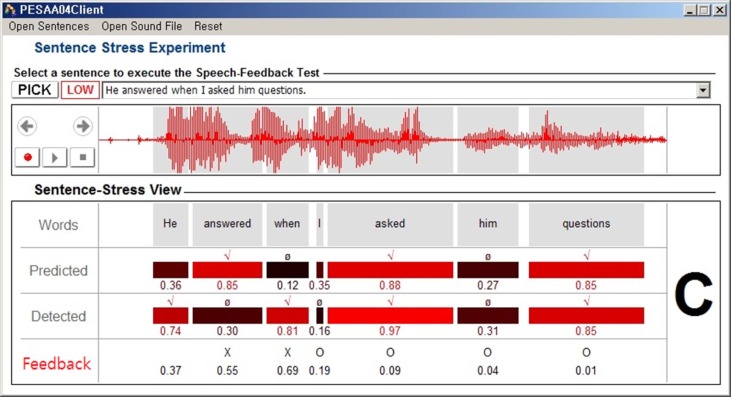 PESAA04Client
Open Sentences Open Sound File Reset
Sentence Stress Experiment
Select a sentence to execute the Speech-Feedback Test
PICK LOW He answered when I asked him questions.
Sentence-Stress View
Words He answered when I asked him questions
√ ø √ ø √
Predicted
0.36 0.85 0.12 0.35 0.88 0.27 0.85
√ ø √ ø √ ø √
Detected
0.74 0.30 0.81 0.16 0.97 0.31 0.85
C
X X O O O O
Feedback
0.37 0.55 0.69 0.19 0.09 0.04 0.01